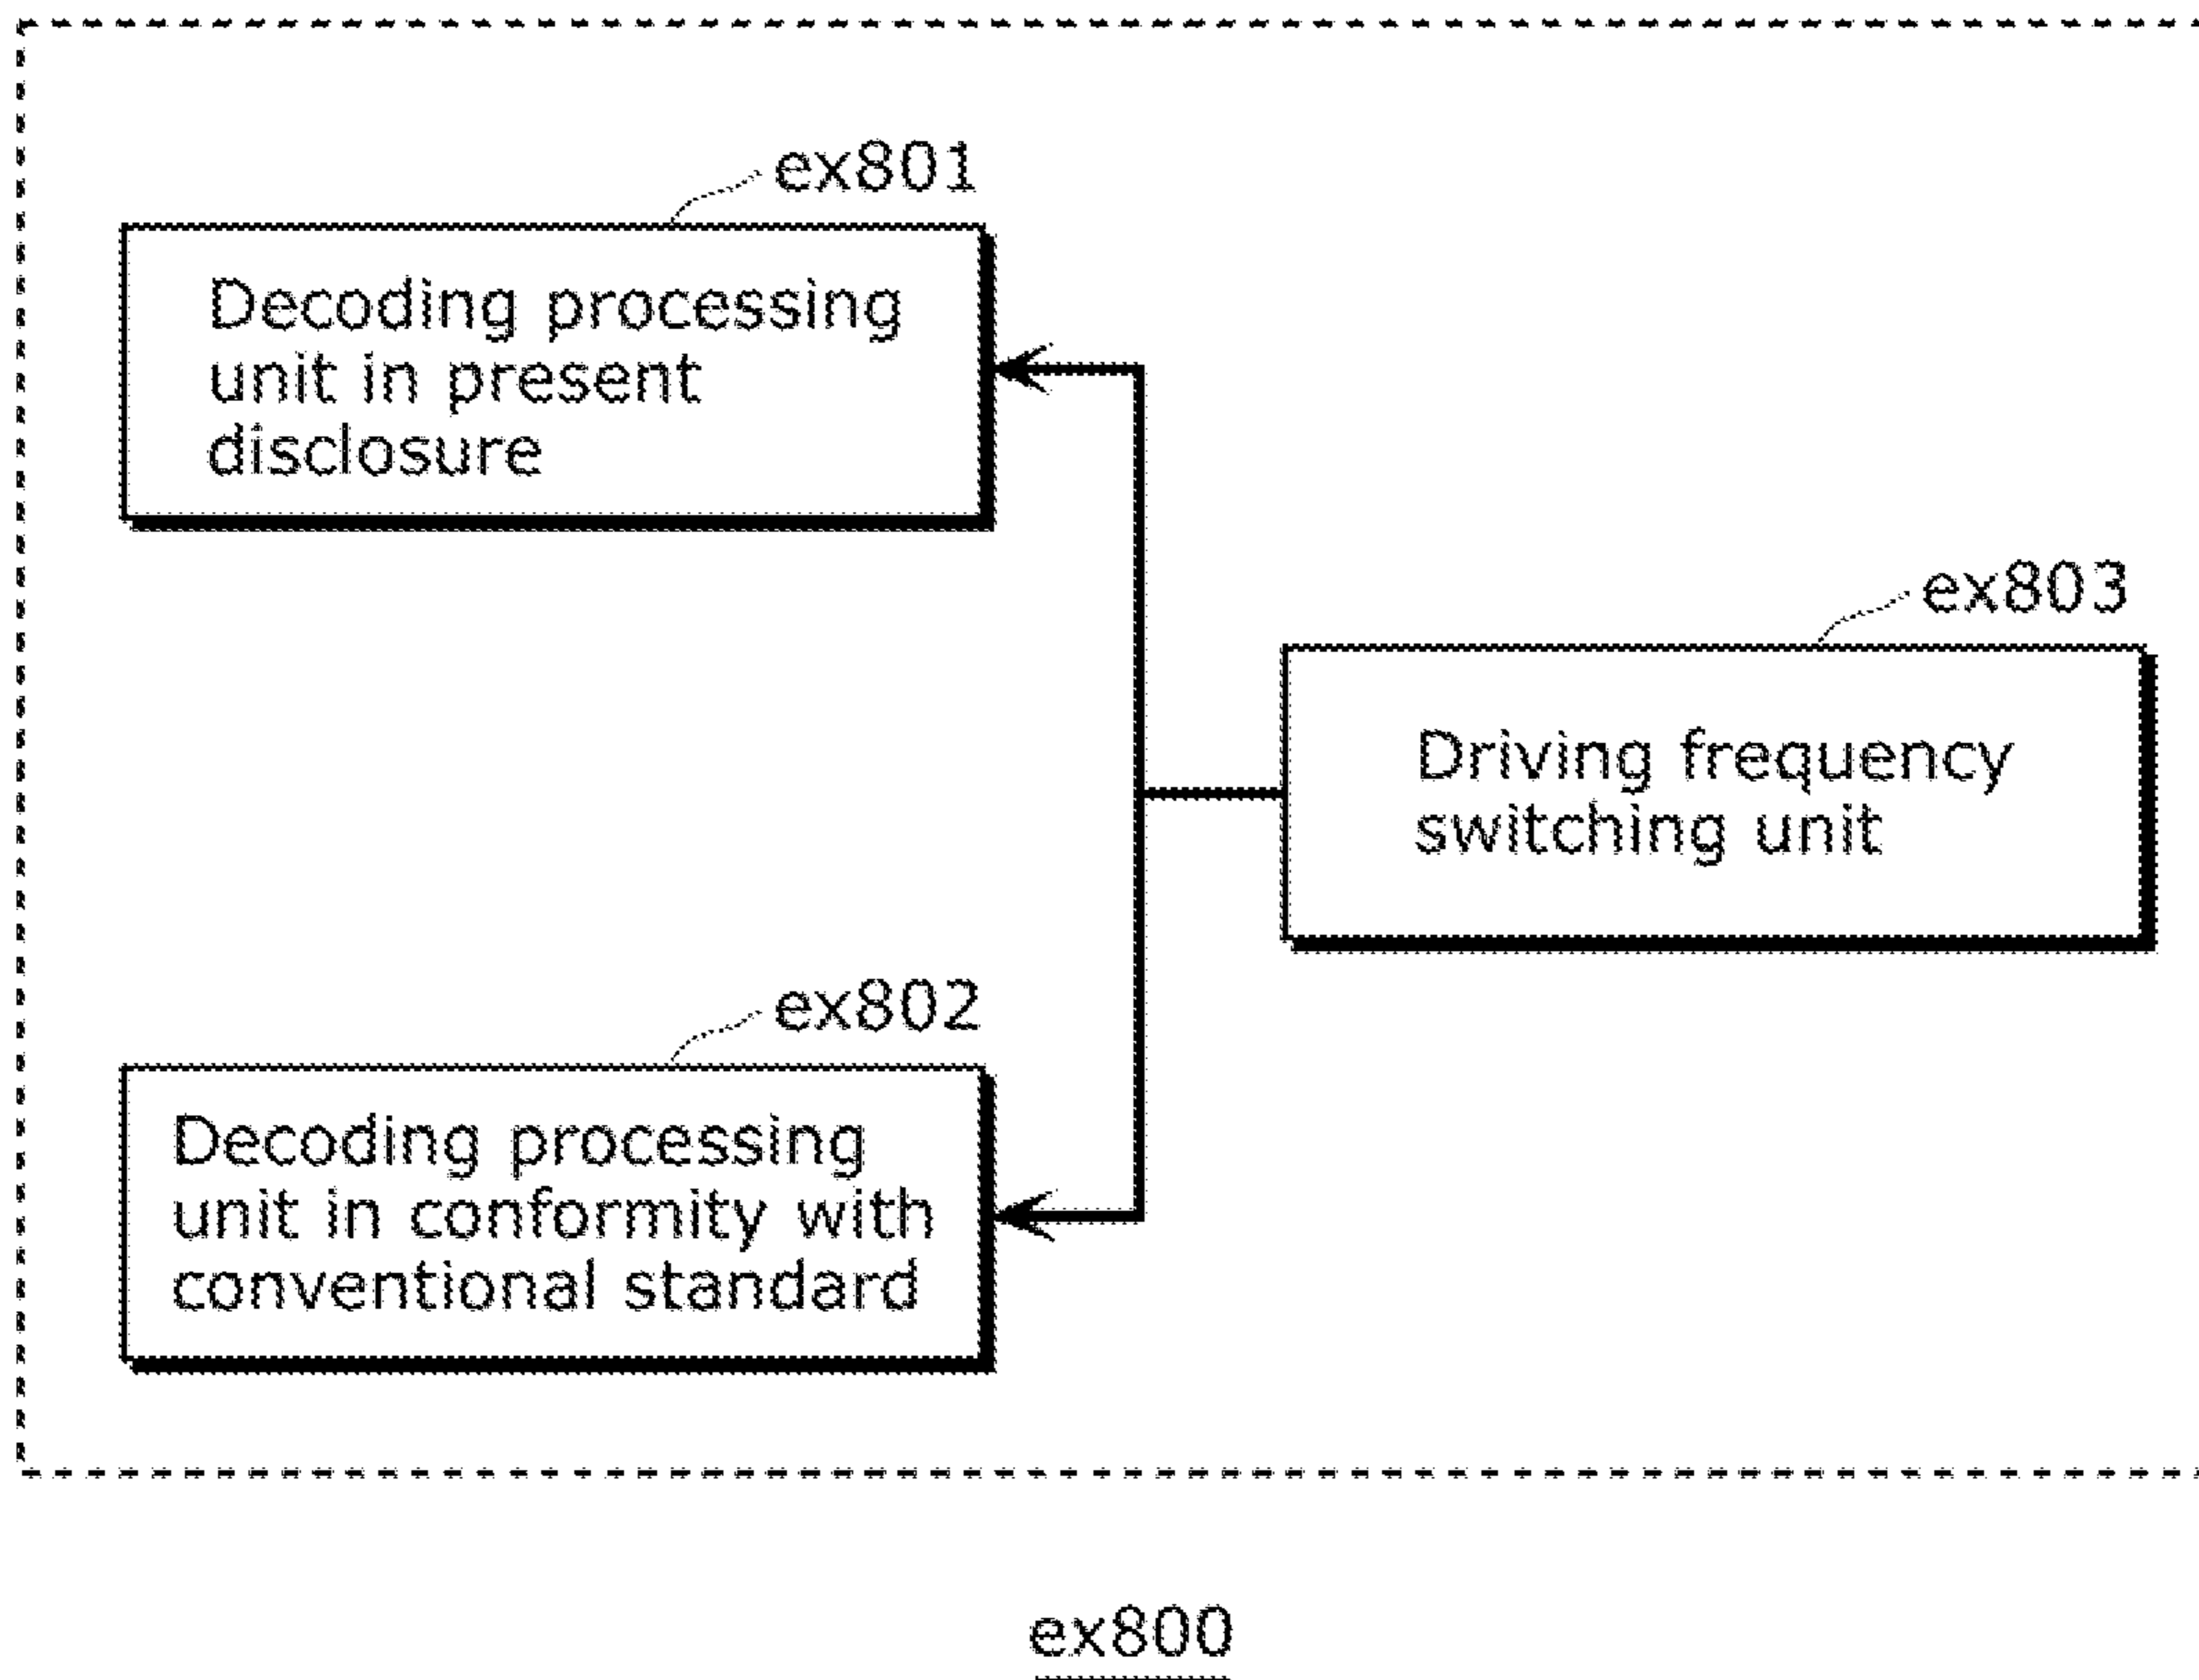 ex801
Decoding processing
unit in present
disclosure
ex803
Driving frequency
switching unit
ex802
Decoding processing
unit in conformity with
conventional standard
ex800